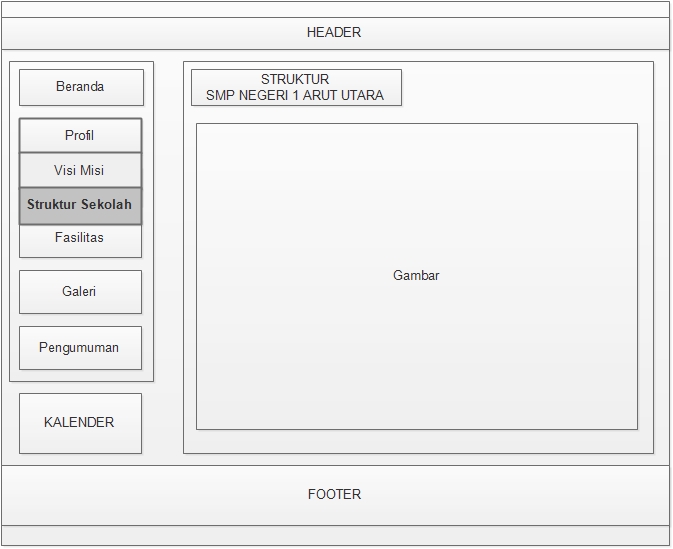 HEADER
Beranda
Profil
Visi Misi
Struktur Sekolah
Fasilitas
Galeri
Pengumuman
KALENDER
STRUKTUR
SMP NEGERI 1 ARUT UTARA
Gambar
FOOTER